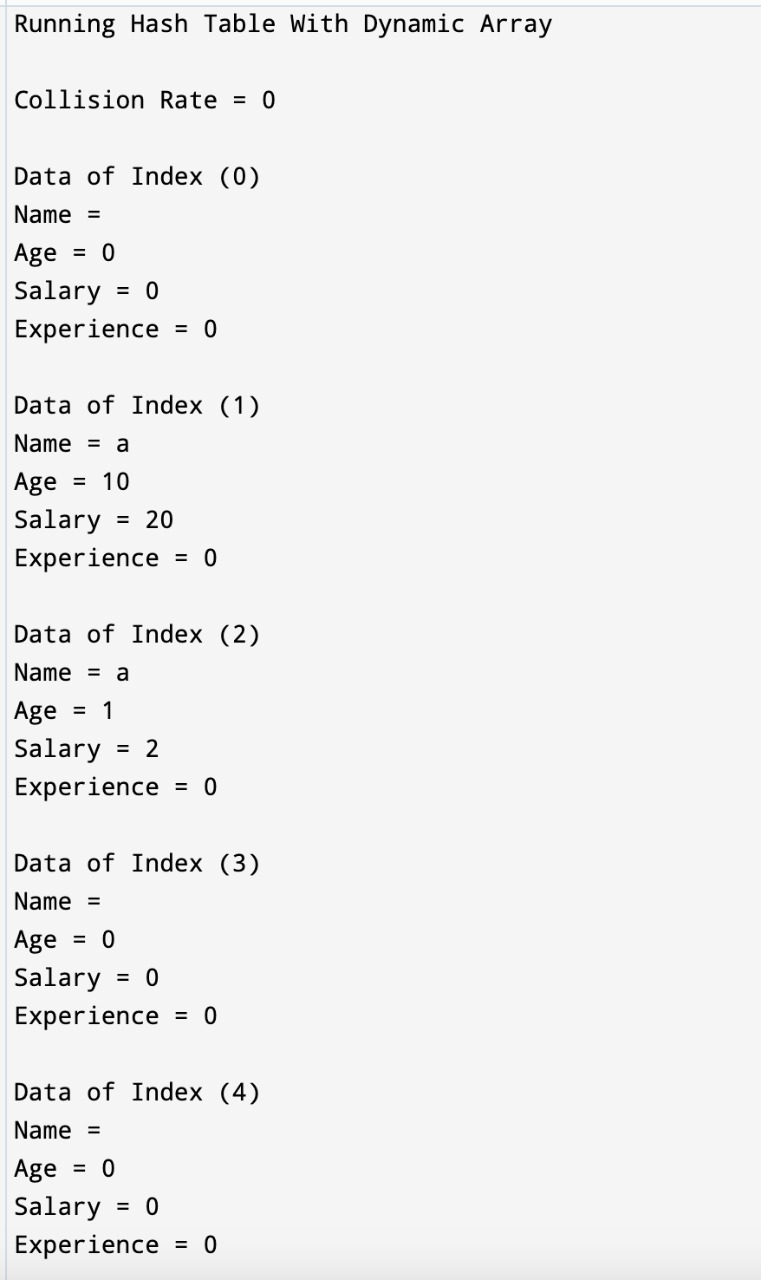 Running Hash Table With Dynamic Array
Collision Rate = 0
Data of Index (0)
Name =
Age = 0
Salary = 0
Experience = 0
Data of Index (1)
Name = a
Age = 10
Salary = 20
Experience = 0
Data of Index (2)
Name = a
Age = 1
Salary = 2
Experience = 0
Data of Index (3)
Name =
Age = 0
Salary = 0
Experience = 0
Data of Index (4)
Name =
Age = 0
Salary = 0
Experience = 0